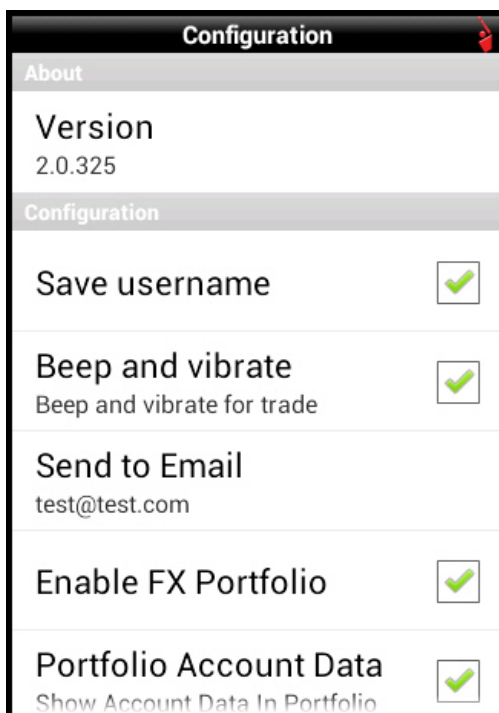 Configuration
About
Version
2.0.325
Configuration
Save username
Beep and vibrate
Beep and vibrate for trade
Send to Email
test@test.com
Enable FX Portfolio
Portfolio Account Data
Show Account Data In Portfolio